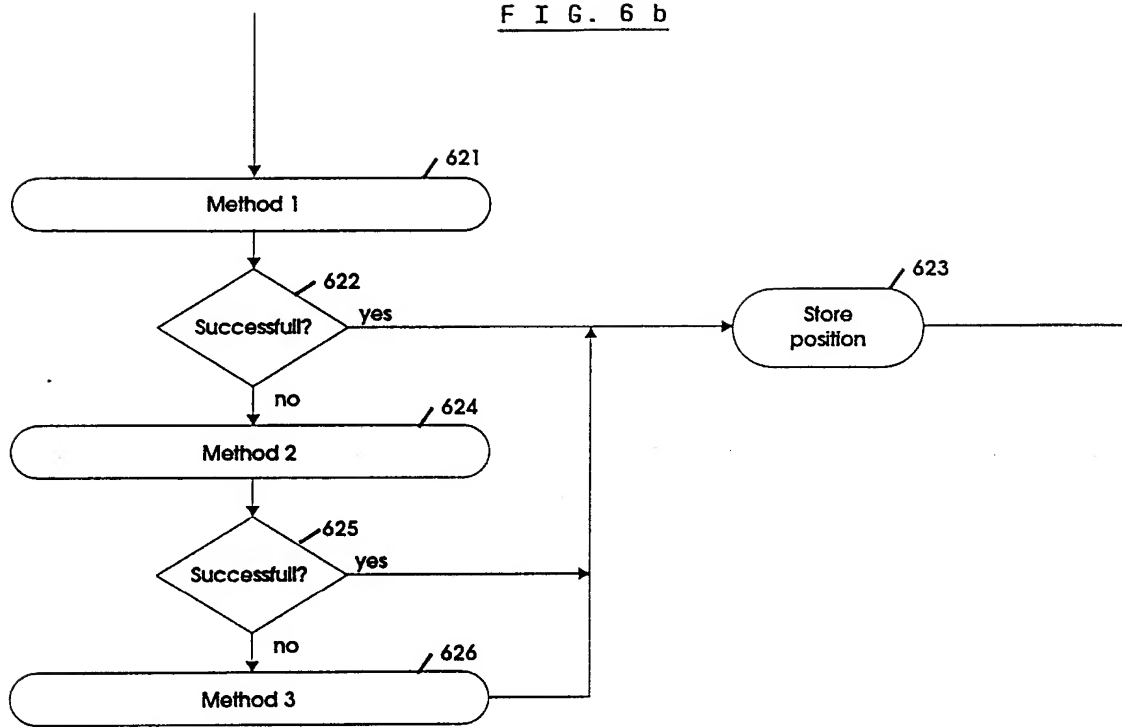 F I G. 6 b
621
Method 1
622
Successfull?
yes
623
Store
position
no
624
Method 2
625
Successfull?
yes
no
626
Method 3